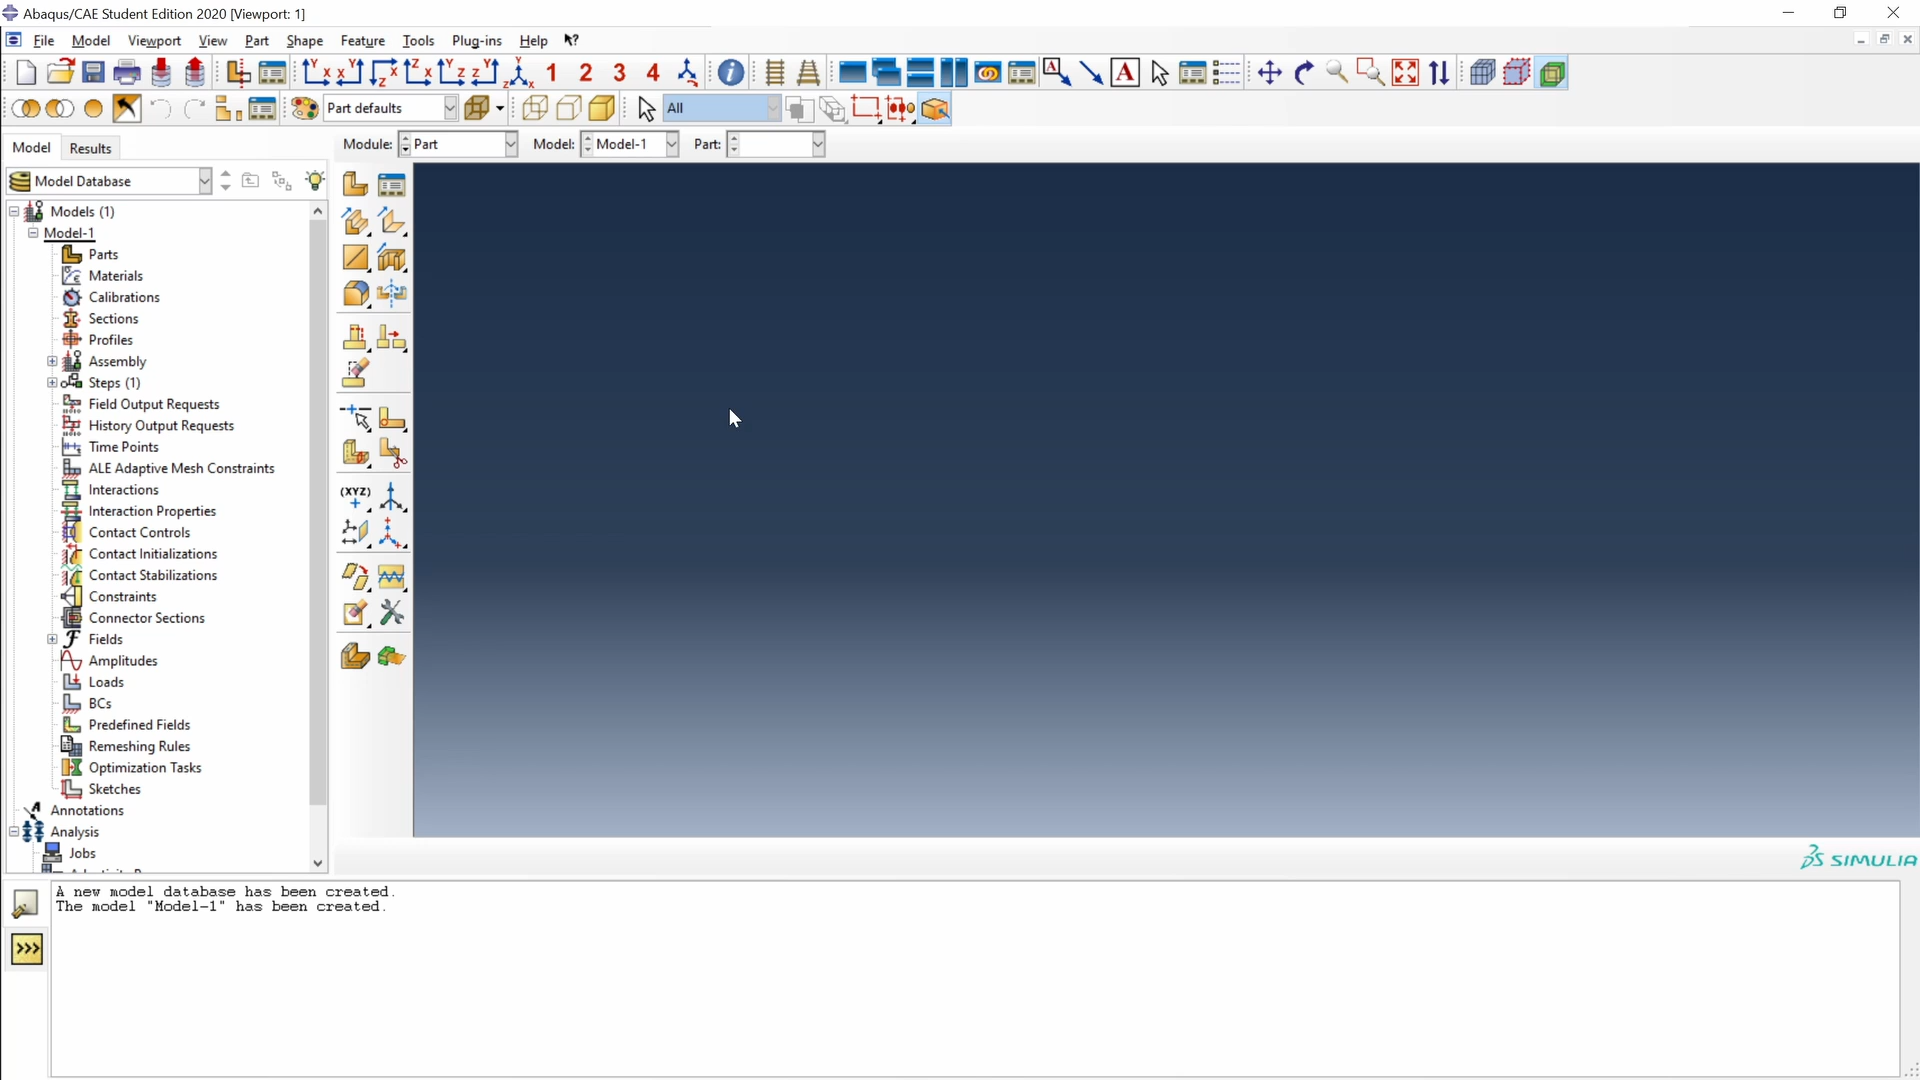 Abaqus/CAE Student Edition 2020 [Viewport: 1]
File Model Viewport View Part Shape Feature Tools Plug-ins Help
1 2 3 4
Part defaults All
Model Results Module: Part Model: Model-1 Part:
Model Database
Models (1)
Model-1
Parts
Materials
Calibrations
Sections
Profiles
Assembly
Steps (1)
Field Output Requests
History Output Requests
Time Points
ALE Adaptive Mesh Constraints
Interactions
Interaction Properties
Contact Controls
Contact Initializations
Contact Stabilizations
Constraints
Connector Sections
Fields
Amplitudes
Loads
BCs
Predefined Fields
Remeshing Rules
Optimization Tasks
Sketches
Annotations
Analysis
Jobs
(XYZ)
SIMULIA
A new model database has been created.
The model "Model-1" has been created.
>>>